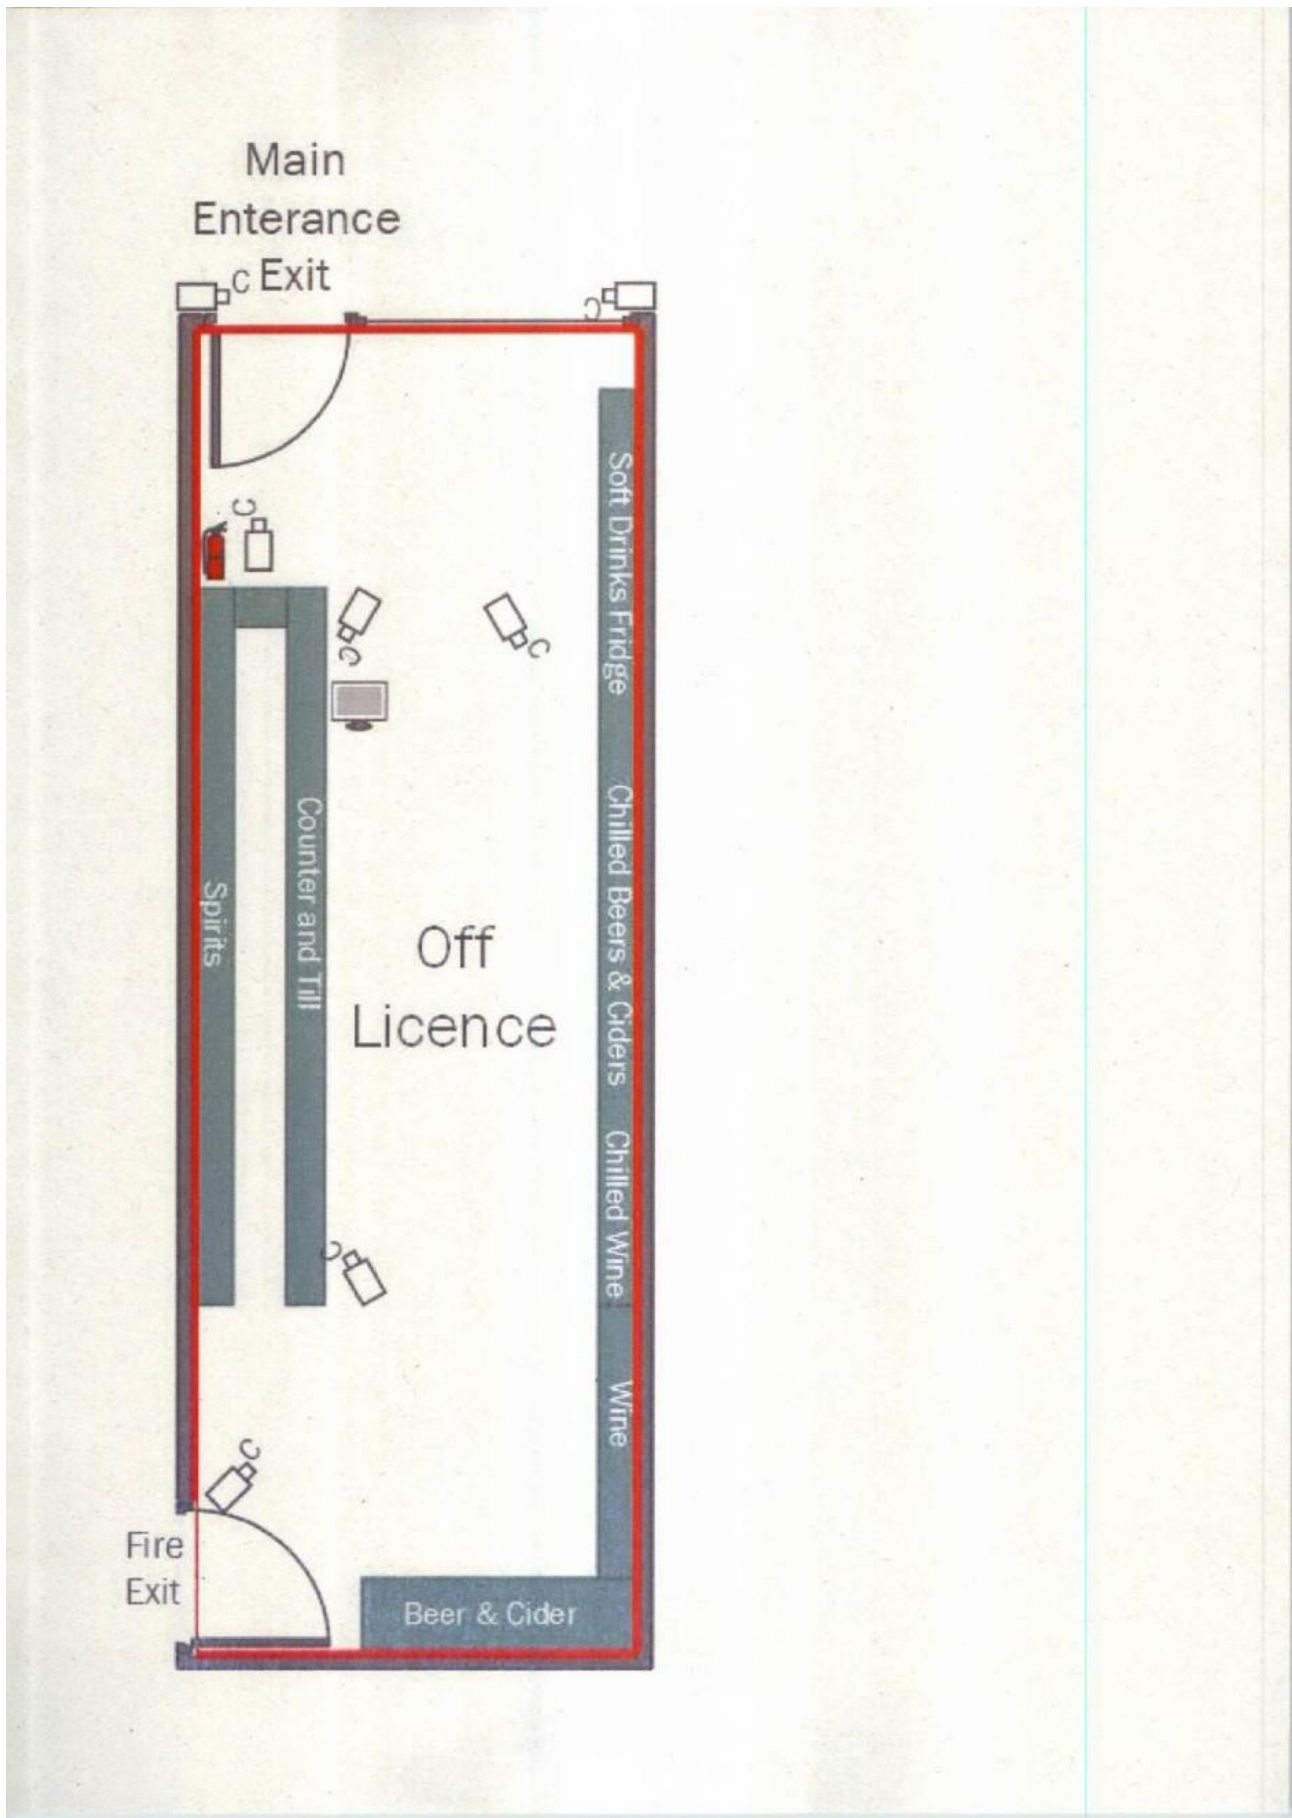 Main
Enterance
Exit
C
C
C
C
C
Soft Drinks Fridge
Chilled Beers & Ciders
Chilled Wine
Wine
Counter and Till
Spirits
Off
Licence
C
C
Fire
Exit
Beer & Cider